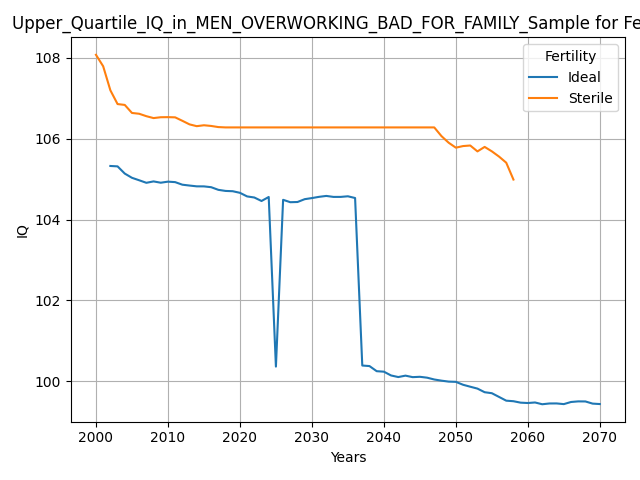 Upper_Quartile_IQ_in_MEN_OVERWORKING_BAD_FOR_FAMILY_Sample for Fe
Fertility
Ideal
Sterile
108
106
104
102
100
IQ
2000 2010 2020 2030 2040 2050 2060 2070
Years